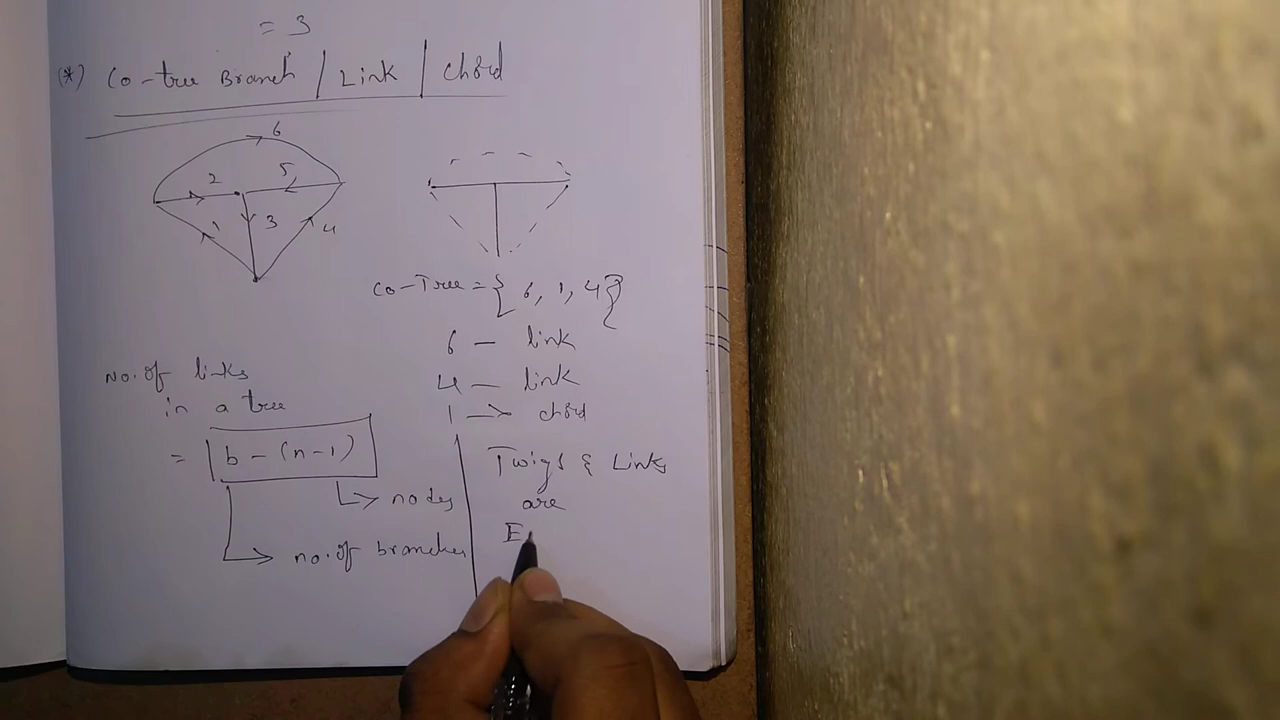 = 3
(*) Co-tree Branch / Link / Chord
6
2
5
1
3
4
Co-Tree = { 6, 1, 4 }
6 — link
4 — link
1 —> chord
No. of links
in a tree
= b - (n-1)
nodes
no. of branches
Twigs & Links
are
E